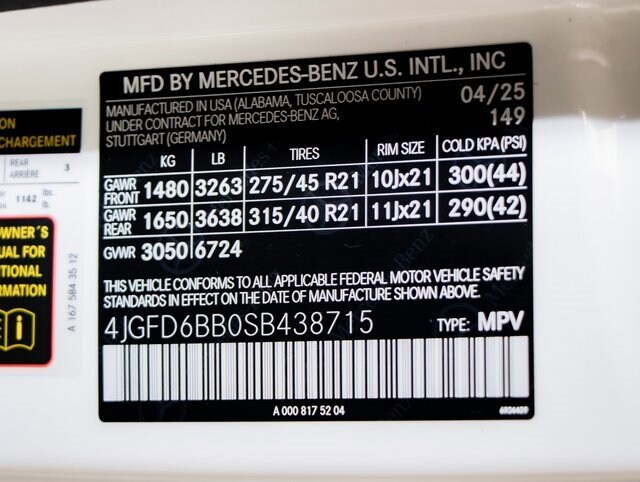 MFD BY MERCEDES-BENZ U.S. INTL., INC
MANUFACTURED IN USA (ALABAMA, TUSCALOOSA COUNTY) 04/25
UNDER CONTRACT FOR MERCEDES-BENZ AG, 149
STUTTGART (GERMANY)
KG LB TIRES RIM SIZE COLD KPA(PSI)
GAWR FRONT 1480 3263 275/45 R21 10Jx21 300(44)
GAWR REAR 1650 3638 315/40 R21 11Jx21 290(42)
GVWR 3050 6724
THIS VEHICLE CONFORMS TO ALL APPLICABLE FEDERAL MOTOR VEHICLE SAFETY
STANDARDS IN EFFECT ON THE DATE OF MANUFACTURE SHOWN ABOVE.
4JGFD6BB0SB438715 TYPE: MPV
A 000 817 52 04
ON
CHARGEMENT
REAR 3
ARRIÈRE
1142 lbs.
lb.
OWNER'S
UAL FOR
TIONAL
RMATION
A 167 584 35 12